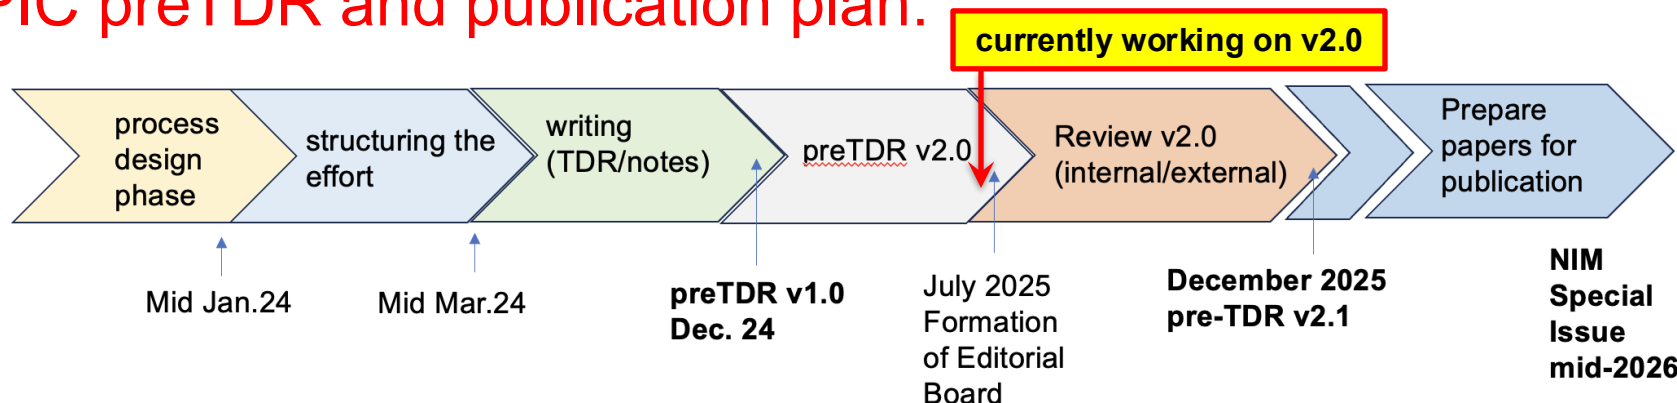 PIC preTDR and publication plan:
currently working on v2.0
process
design
phase
structuring the
effort
writing
(TDR/notes)
preTDR v2.0
Review v2.0
(internal/external)
Prepare
papers for
publication
Mid Jan.24
Mid Mar.24
preTDR v1.0
Dec. 24
July 2025
Formation
of Editorial
Board
December 2025
pre-TDR v2.1
NIM
Special
Issue
mid-2026